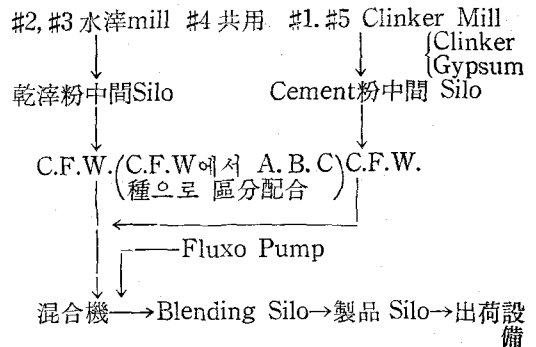 #2, #3 水滓mill #4 共用 #1. #5 Clinker Mill
Clinker
Gypsum
乾滓粉中間Silo Cement粉中間 Silo
C.F.W. (C.F.W에서 A. B. C 種으로 區分配合) C.F.W.
Fluxo Pump
混合機→Blending Silo→製品 Silo→出荷設備